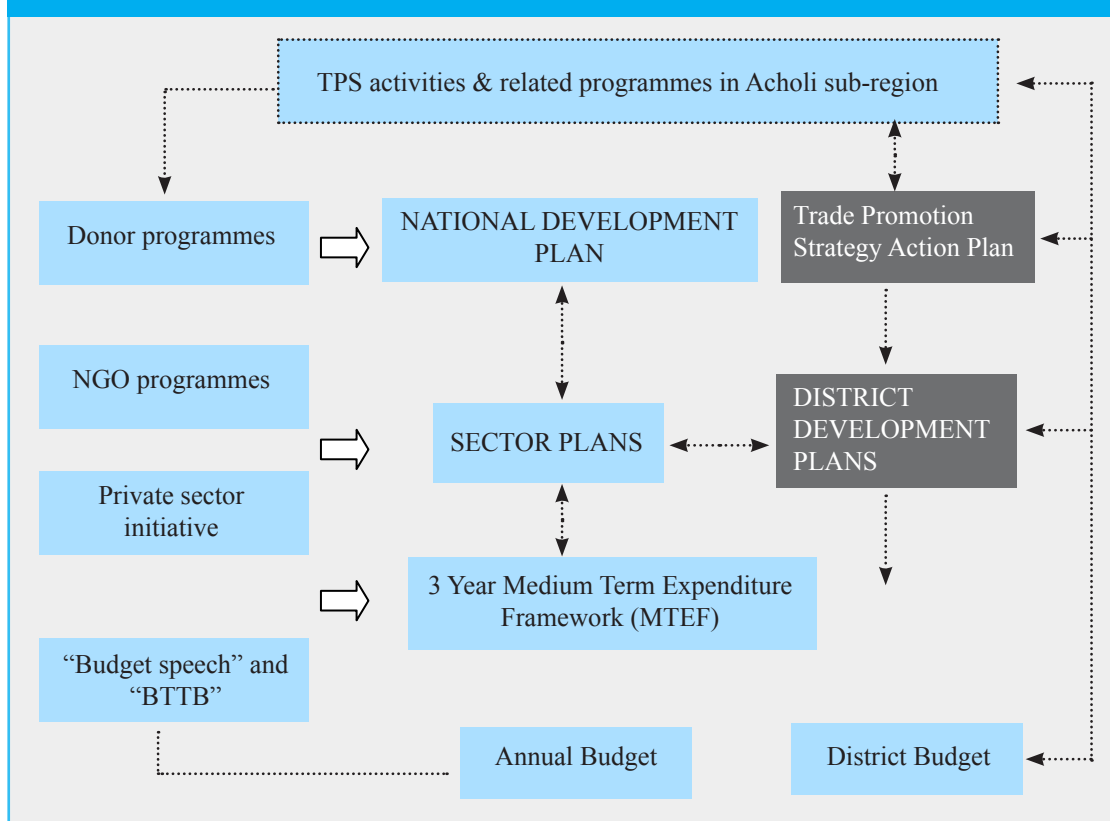 TPS activities & related programmes in Acholi sub-region
Donor programmes
NATIONAL DEVELOPMENT
PLAN
Trade Promotion
Strategy Action Plan
NGO programmes
SECTOR PLANS
DISTRICT
DEVELOPMENT
PLANS
Private sector
initiative
3 Year Medium Term Expenditure
Framework (MTEF)
“Budget speech” and
“BTTB”
Annual Budget
District Budget